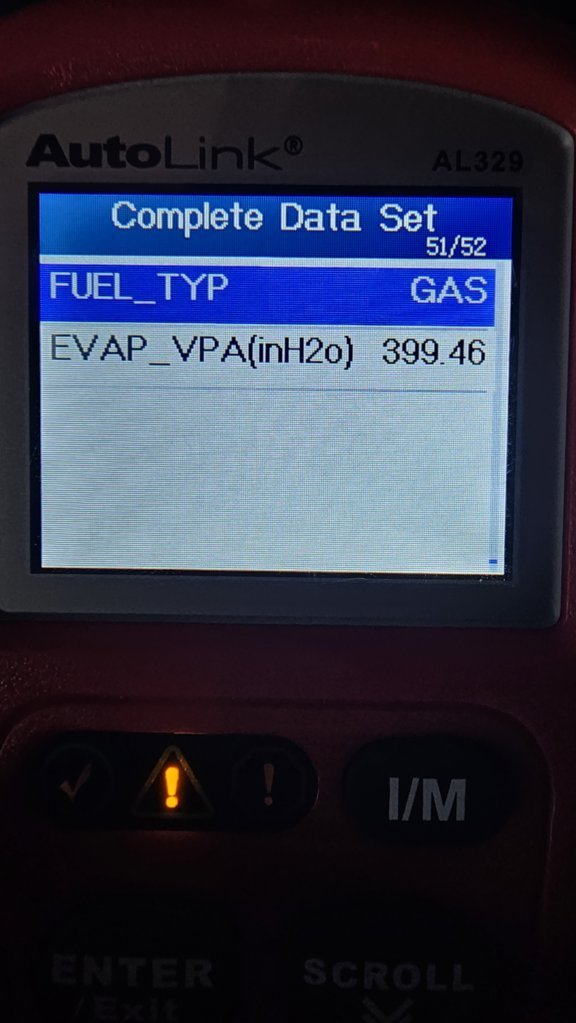 AutoLink®
AL329
Complete Data Set
51/52
FUEL_TYP GAS
EVAP_VPA(inH2o) 399.46
I/M
ENTER
/Exit
SCROLL